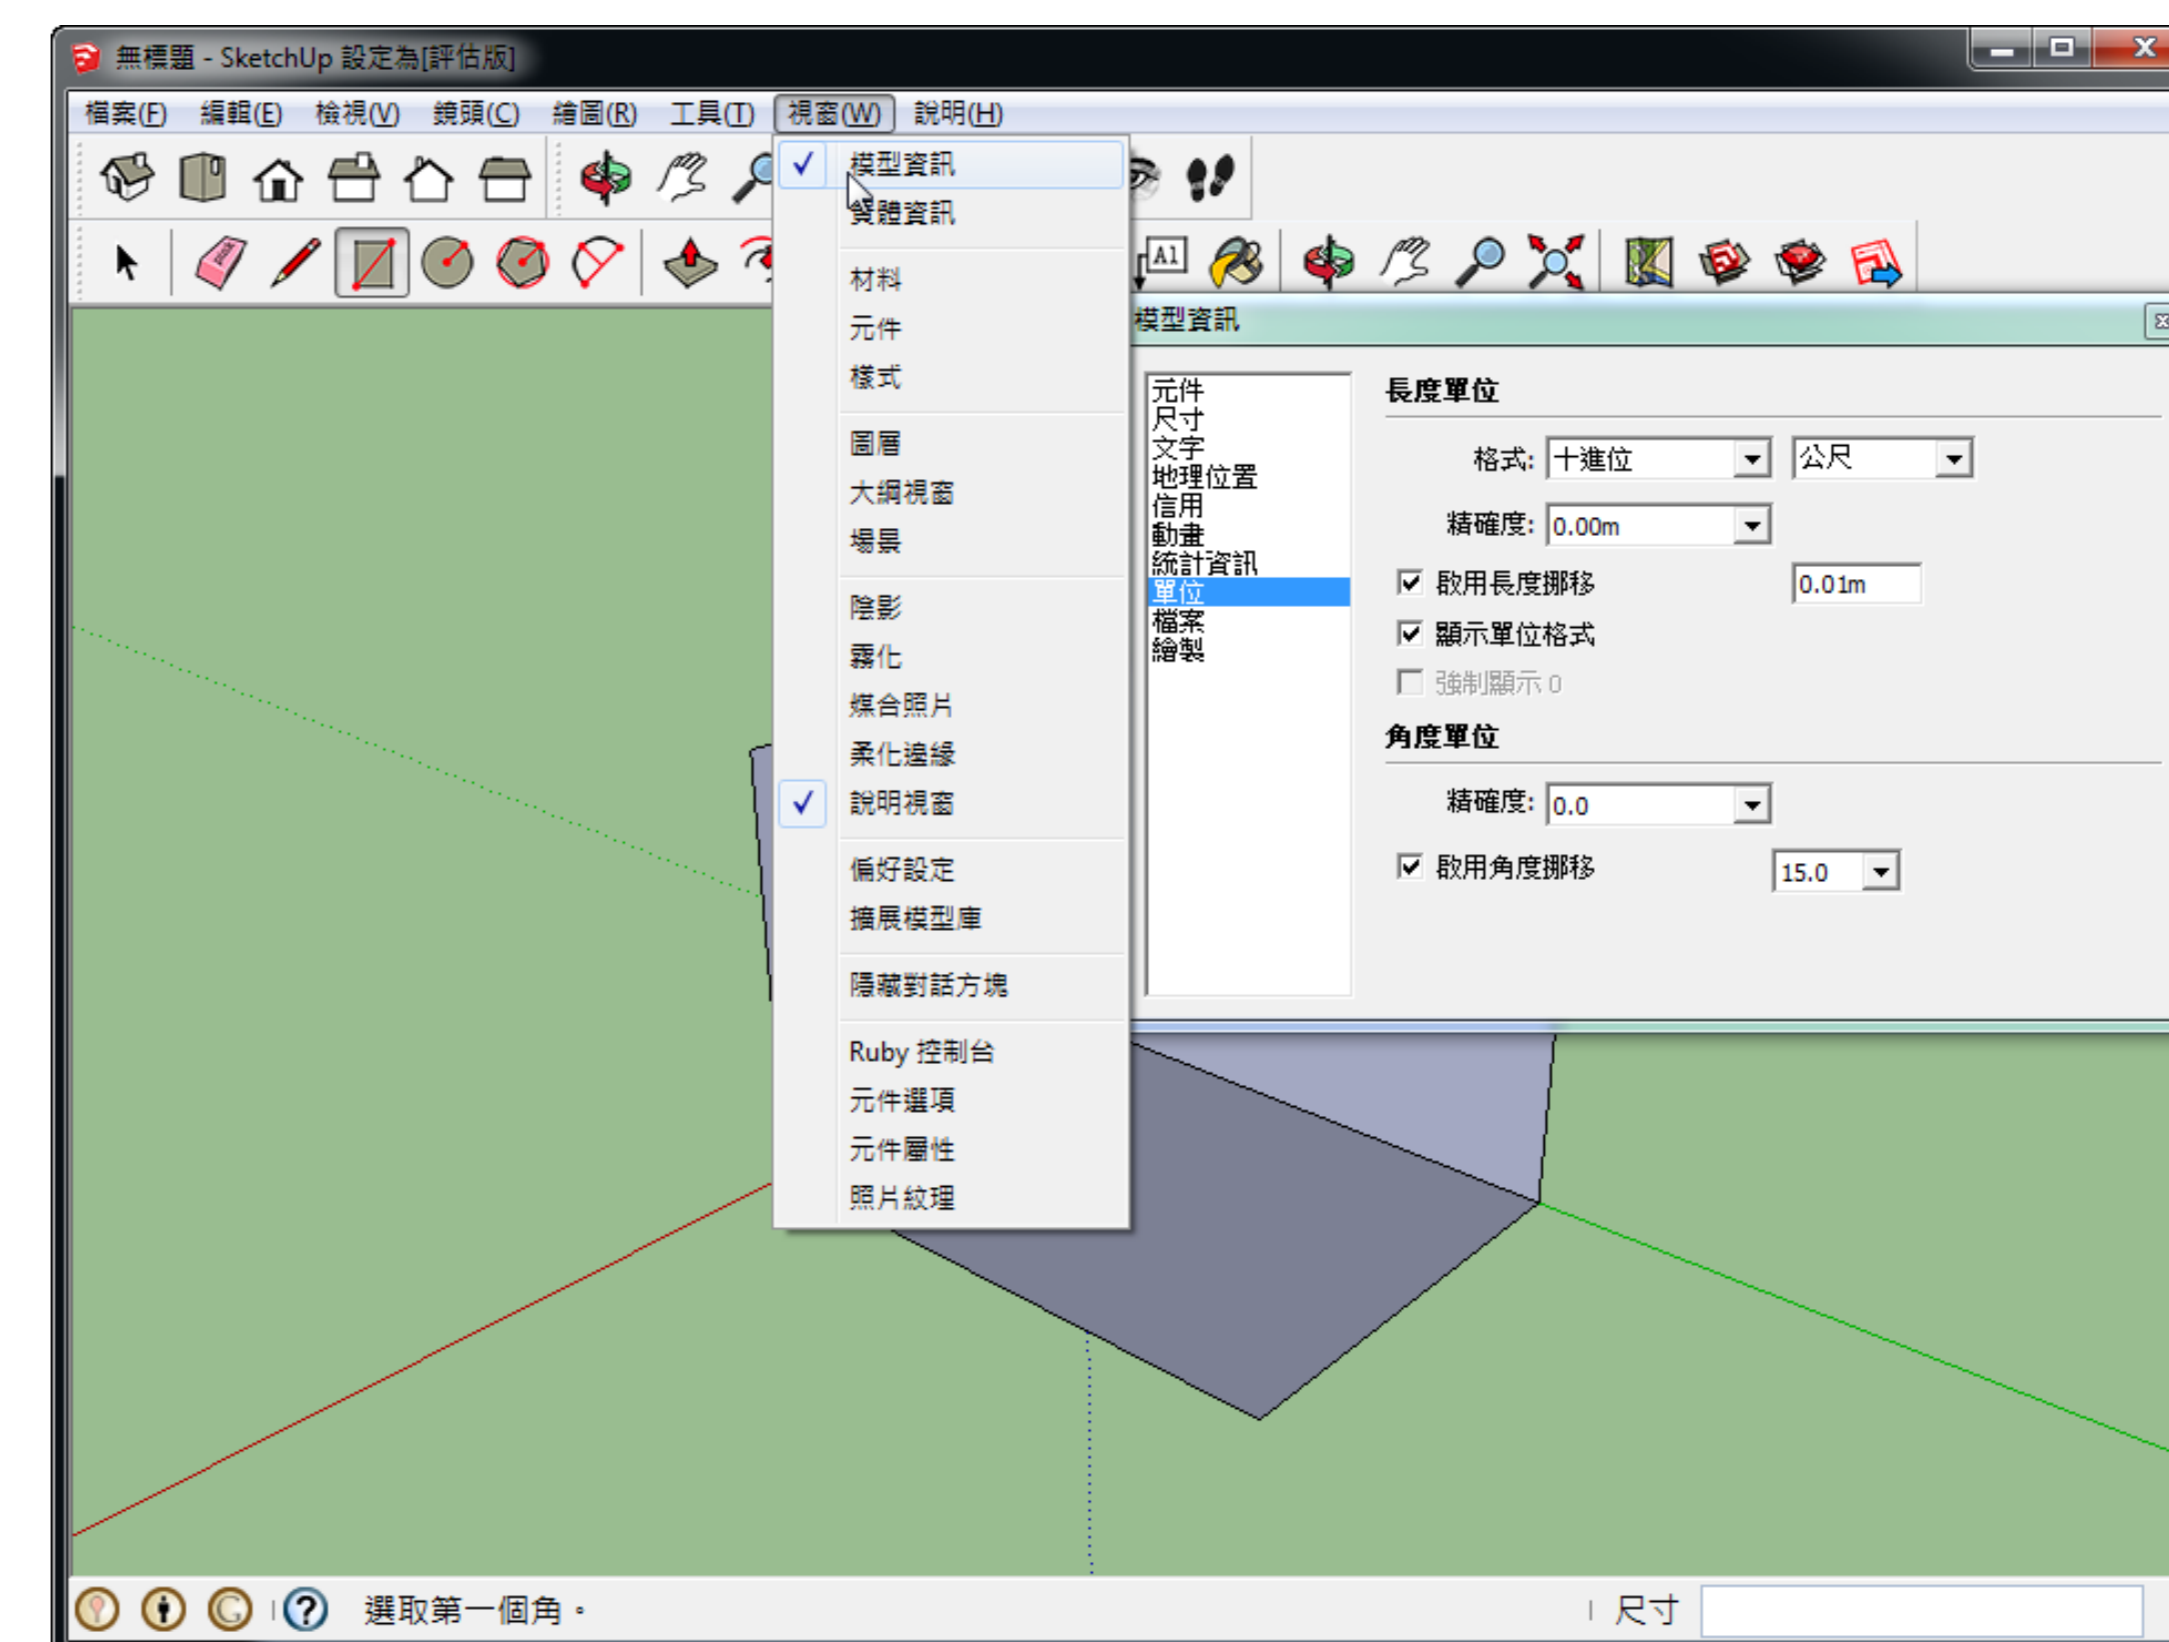 無標題 - SketchUp 設定為[評估版]
檔案(F) 編輯(E) 檢視(V) 鏡頭(C) 繪圖(R) 工具(T) 視窗(W) 說明(H)
模型資訊
實體資訊
材料
元件
樣式
圖層
大綱視窗
場景
陰影
霧化
媒合照片
柔化邊緣
說明視窗
偏好設定
擴展模型庫
隱藏對話方塊
Ruby 控制台
元件選項
元件屬性
照片紋理
A1
模型資訊
元件
尺寸
文字
地理位置
信用
動畫
統計資訊
單位
檔案
繪製
長度單位
格式: 十進位 公尺
精確度: 0.00m
啟用長度挪移 0.01m
顯示單位格式
強制顯示 0
角度單位
精確度: 0.0
啟用角度挪移 15.0
選取第一個角。
尺寸